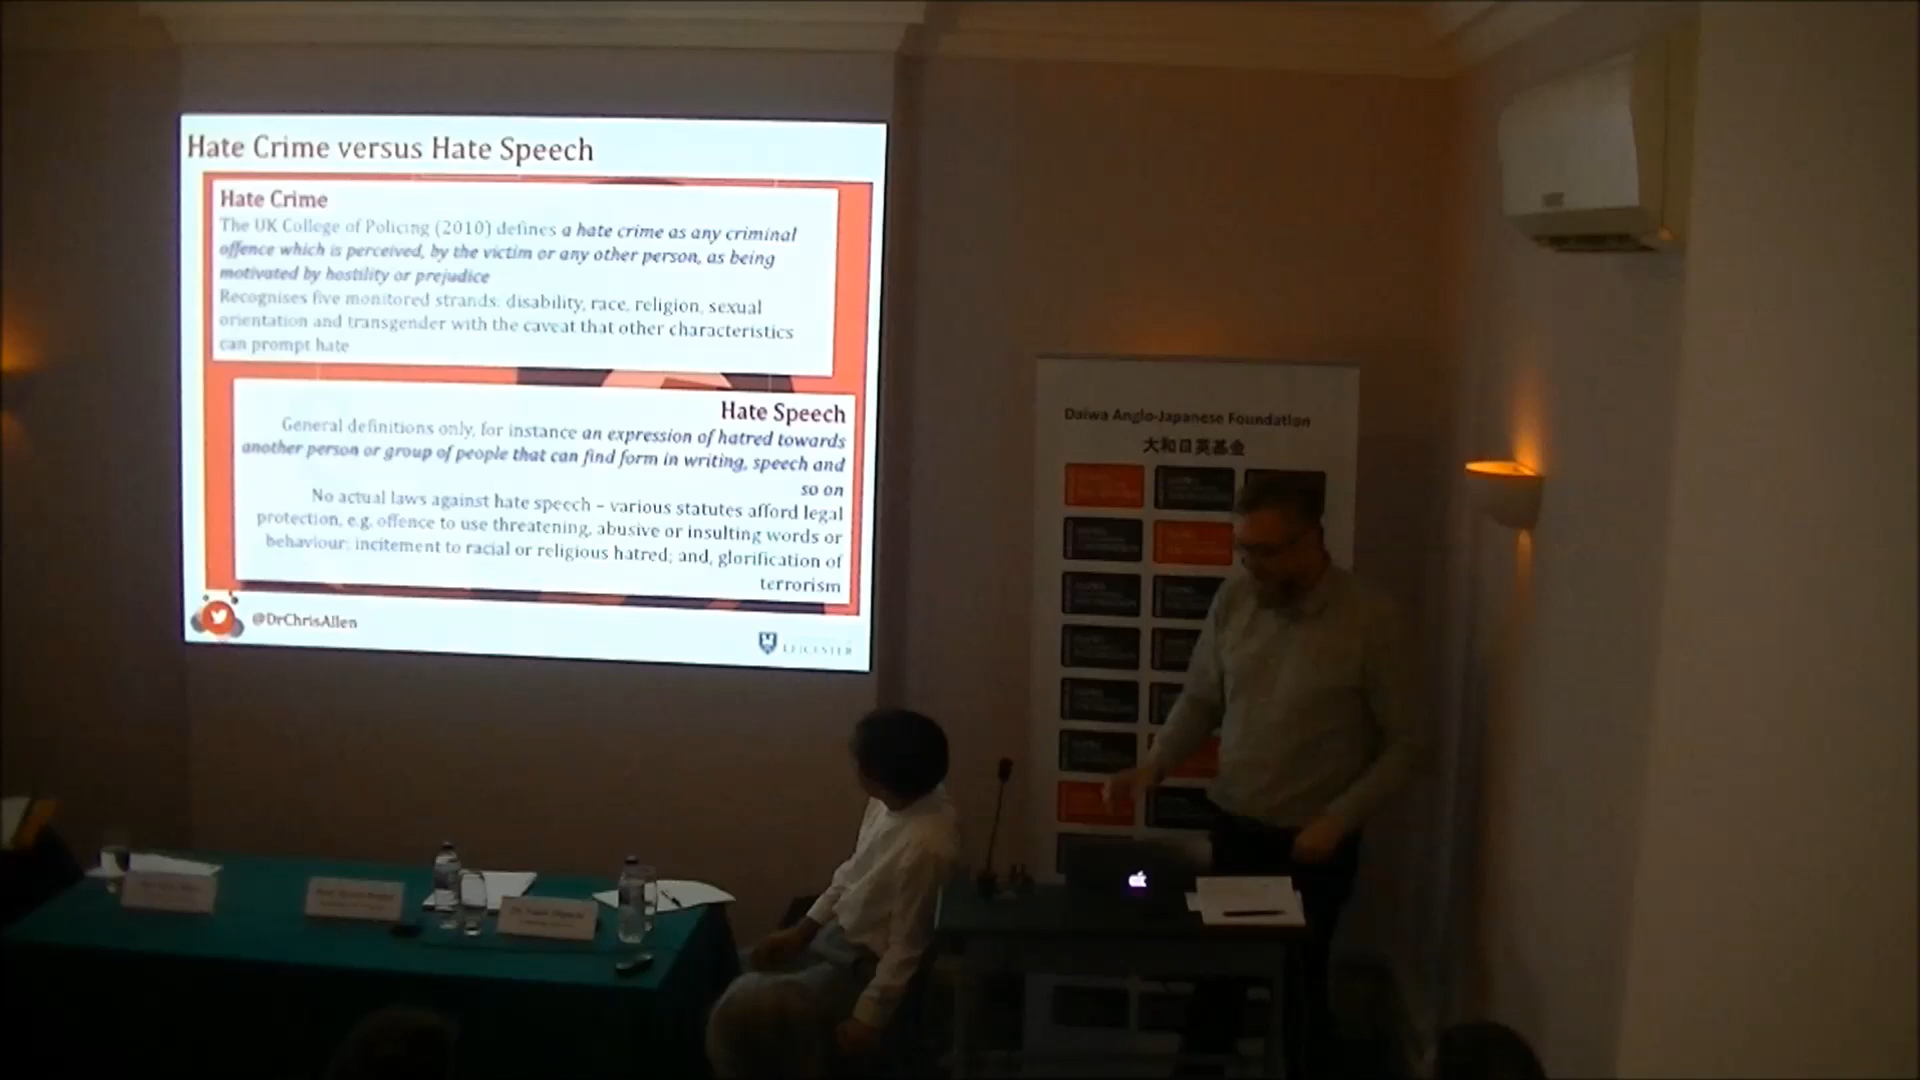 Hate Crime versus Hate Speech
Hate Crime
The UK College of Policing (2010) defines a hate crime as any criminal
offence which is perceived, by the victim or any other person, as being
motivated by hostility or prejudice
Recognises five monitored strands: disability, race, religion, sexual
orientation and transgender with the caveat that other characteristics
can prompt hate
Hate Speech
General definitions only, for instance an expression of hatred towards
another person or group of people that can find form in writing, speech and
so on
No actual laws against hate speech – various statutes afford legal
protection, e.g. offence to use threatening, abusive or insulting words or
behaviour; incitement to racial or religious hatred; and, glorification of
terrorism
@DrChrisAllen
LEICESTER
Daiwa Anglo-Japanese Foundation
大和日英基金